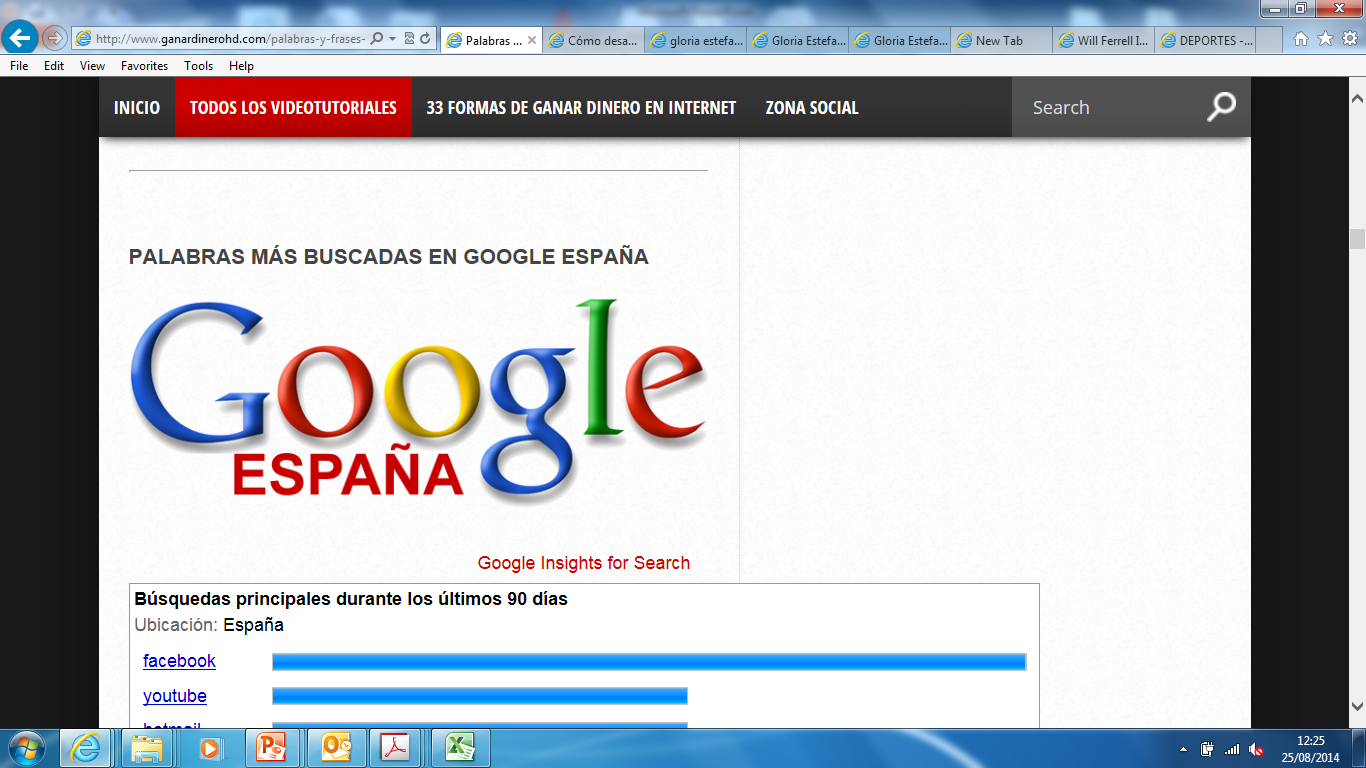 http://www.ganardinerohd.com/palabras-y-frases-
Palabras ...
Cómo desa...
gloria estefa...
Gloria Estefa...
Gloria Estefa...
New Tab
Will Ferrell I...
DEPORTES -...
File Edit View Favorites Tools Help
INICIO TODOS LOS VIDEOTUTORIALES 33 FORMAS DE GANAR DINERO EN INTERNET ZONA SOCIAL Search
PALABRAS MÁS BUSCADAS EN GOOGLE ESPAÑA
Google
ESPAÑA
Google Insights for Search
Búsquedas principales durante los últimos 90 días
Ubicación: España
facebook
youtube
hotmail
12:25
25/08/2014